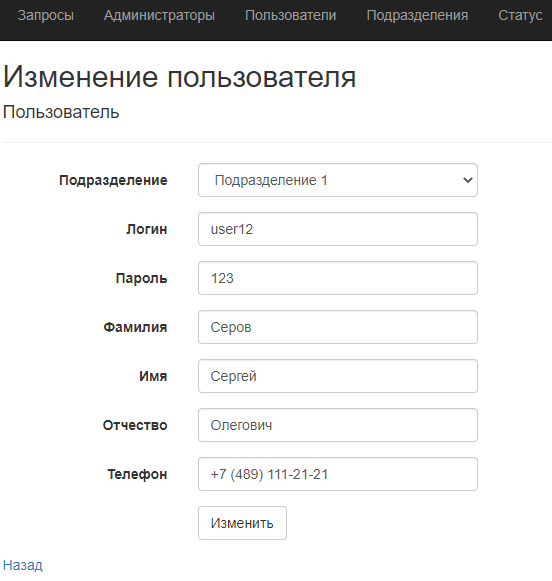 Запросы Администраторы Пользователи Подразделения Статус
Изменение пользователя
Пользователь
Подразделение Подразделение 1
Логин user12
Пароль 123
Фамилия Серов
Имя Сергей
Отчество Олегович
Телефон +7 (489) 111-21-21
Изменить
Назад